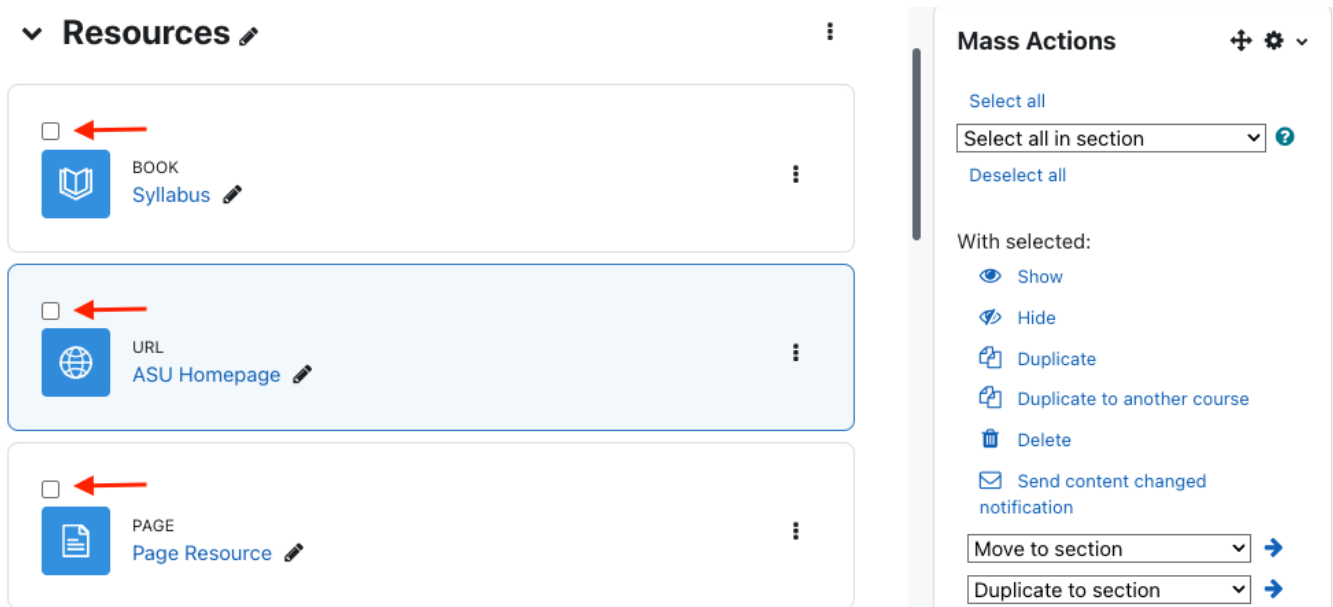 Resources
BOOK
Syllabus
URL
ASU Homepage
PAGE
Page Resource
Mass Actions
Select all
Select all in section
Deselect all
With selected:
Show
Hide
Duplicate
Duplicate to another course
Delete
Send content changed
notification
Move to section
Duplicate to section